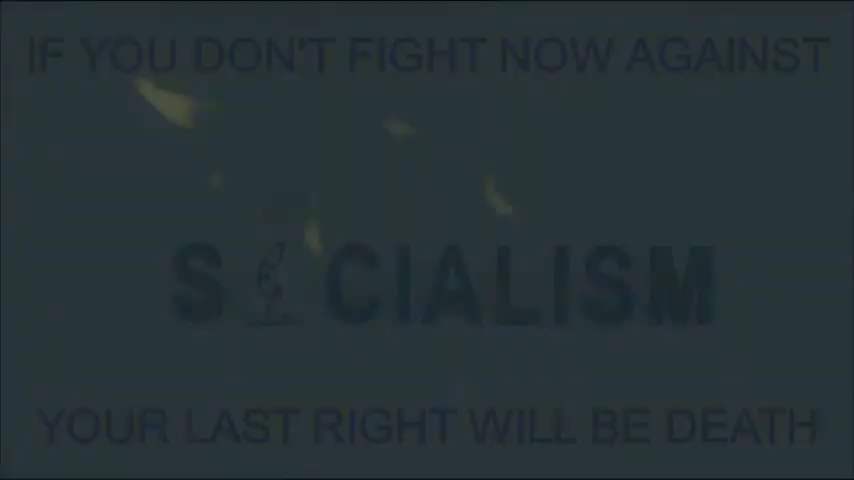 IF YOU DON'T FIGHT NOW AGAINST
SOCIALISM
YOUR LAST RIGHT WILL BE DEATH